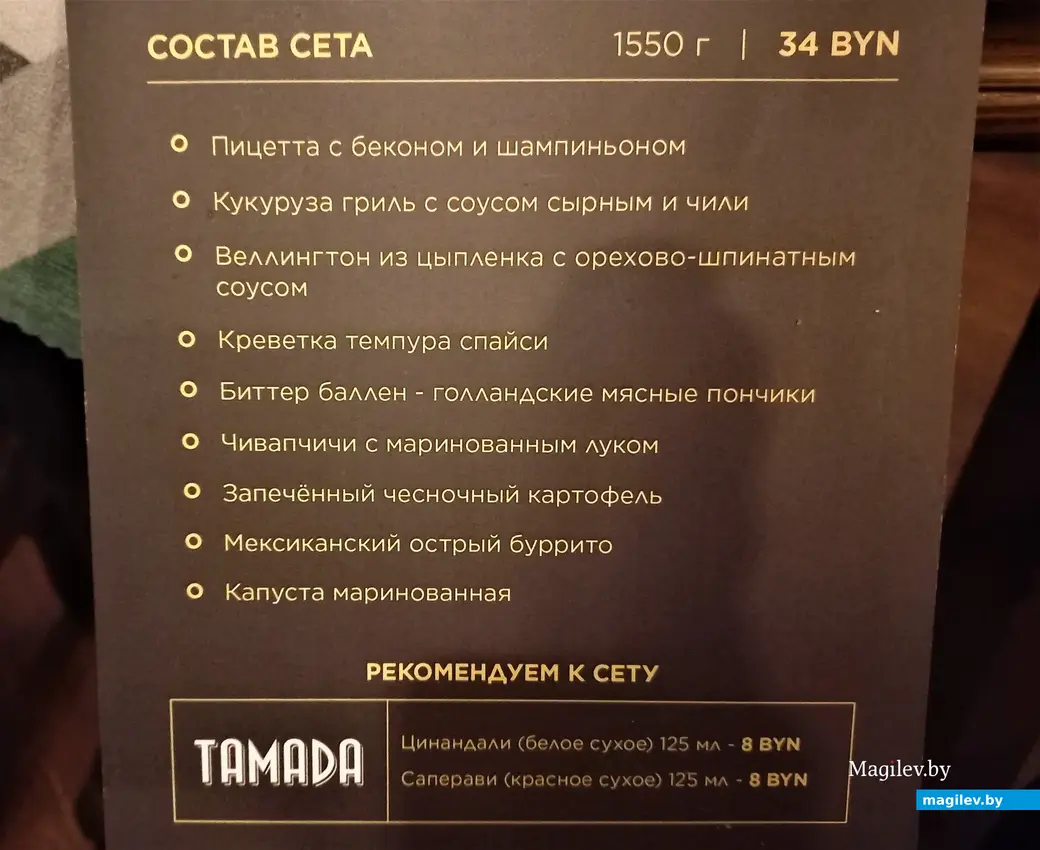 СОСТАВ СЕТА 1550 г | 34 BYN
Пицетта с беконом и шампиньоном
Кукуруза гриль с соусом сырным и чили
Веллингтон из цыпленка с орехово-шпинатным
соусом
Креветка темпура спайси
Биттер баллен - голландские мясные пончики
Чивапчичи с маринованным луком
Запечённый чесночный картофель
Мексиканский острый буррито
Капуста маринованная
РЕКОМЕНДУЕМ К СЕТУ
TAMADA
Цинандали (белое сухое) 125 мл - 8 BYN
Саперави (красное сухое) 125 мл - 8 BYN
Magilev.by
magilev.by